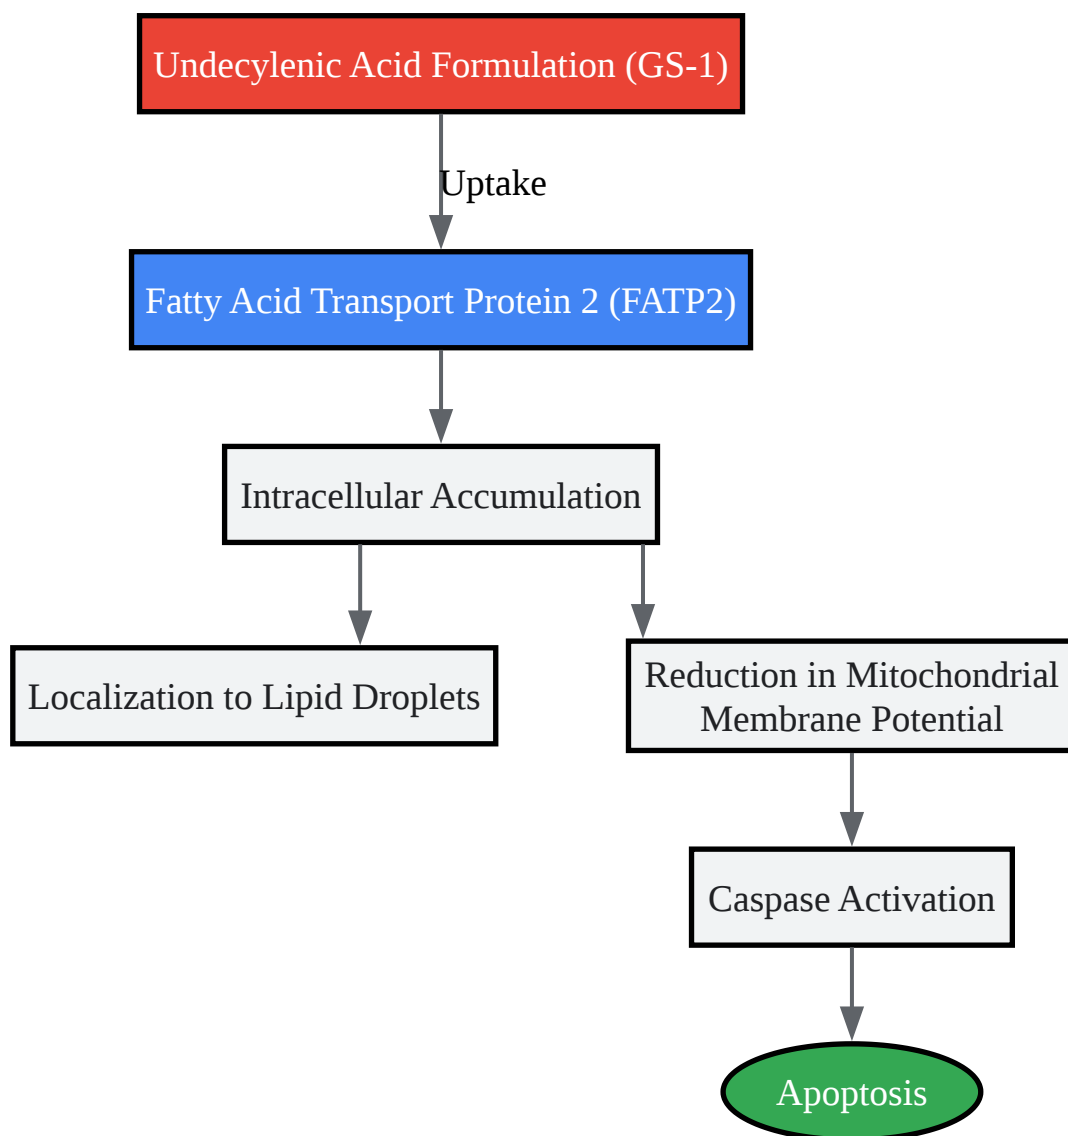 Undecylenic Acid Formulation (GS-1)
Uptake
Fatty Acid Transport Protein 2 (FATP2)
Intracellular Accumulation
Localization to Lipid Droplets
Reduction in Mitochondrial
Membrane Potential
Caspase Activation
Apoptosis